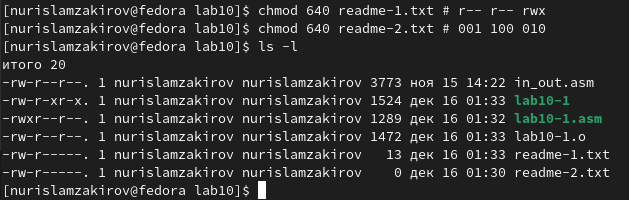 [nurislamzakirov@fedora lab10]$ chmod 640 readme-1.txt # r-- r-- rwx
[nurislamzakirov@fedora lab10]$ chmod 640 readme-2.txt # 001 100 010
[nurislamzakirov@fedora lab10]$ ls -l
итого 20
-rw-r--r--. 1 nurislamzakirov nurislamzakirov 3773 ноя 15 14:22 in_out.asm
-rw-r-xr-x. 1 nurislamzakirov nurislamzakirov 1524 дек 16 01:33 lab10-1
-rwxr--r--. 1 nurislamzakirov nurislamzakirov 1289 дек 16 01:32 lab10-1.asm
-rw-r--r--. 1 nurislamzakirov nurislamzakirov 1472 дек 16 01:33 lab10-1.o
-rw-r-----. 1 nurislamzakirov nurislamzakirov   13 дек 16 01:33 readme-1.txt
-rw-r-----. 1 nurislamzakirov nurislamzakirov    0 дек 16 01:30 readme-2.txt
[nurislamzakirov@fedora lab10]$